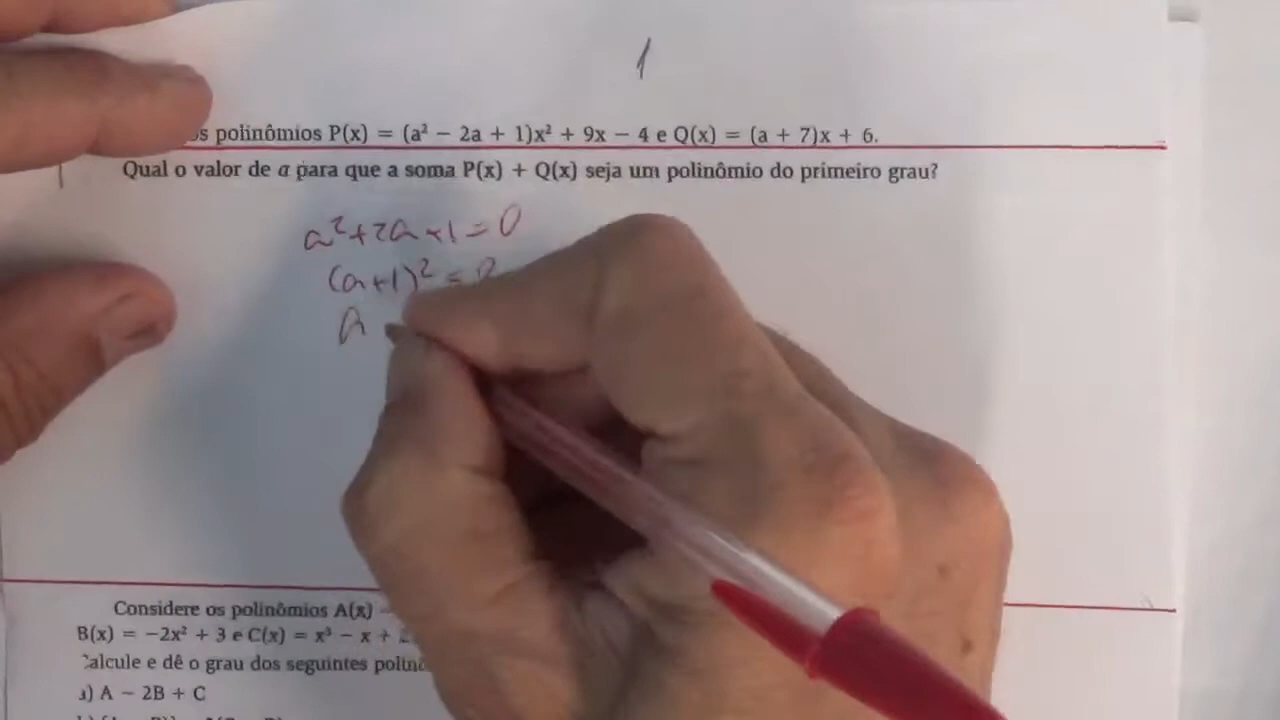 1
os polinômios P(x) = (a² − 2a + 1)x² + 9x − 4 e Q(x) = (a + 7)x + 6.
Qual o valor de a para que a soma P(x) + Q(x) seja um polinômio do primeiro grau?
a²+2a+1=0
(a+1)² =
a
Considere os polinômios A(x)
B(x) = −2x² + 3 e C(x) = x³ − x +
Calcule e dê o grau dos seguintes
a) A − 2B + C